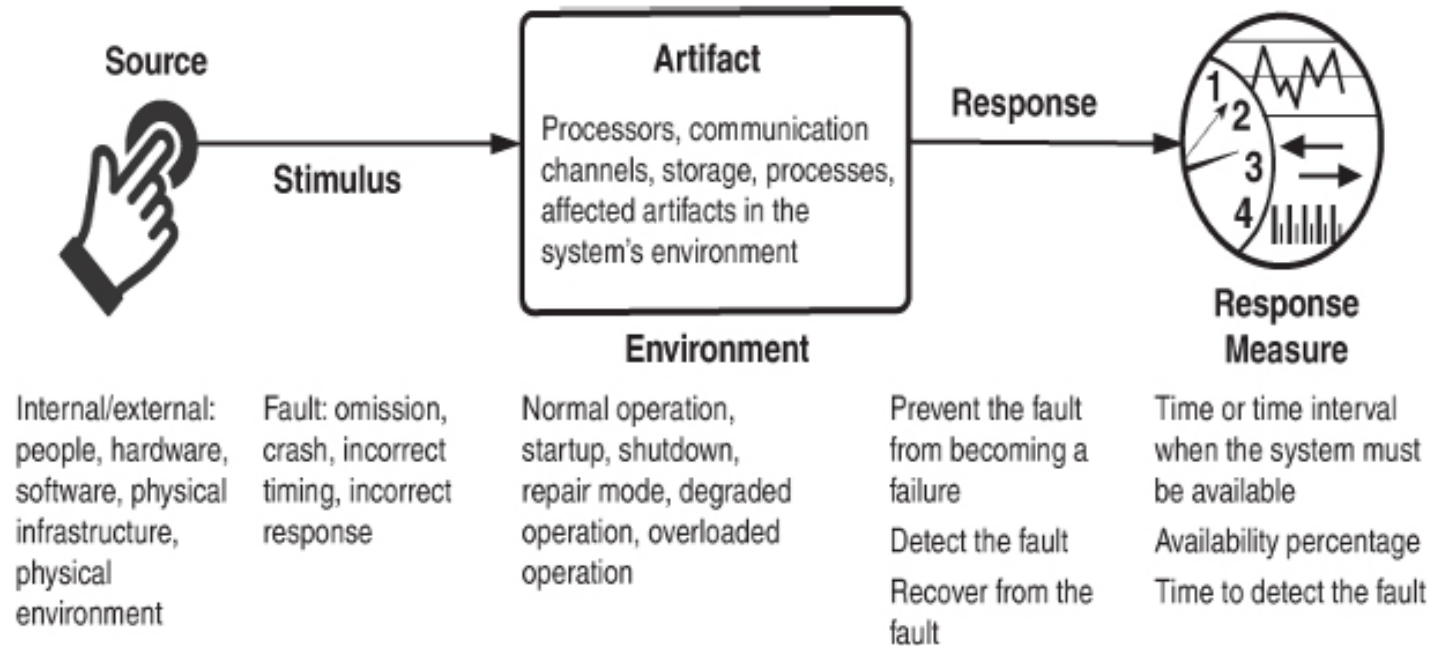 Source
Stimulus
Artifact
Processors, communication
channels, storage, processes,
affected artifacts in the
system's environment
Environment
Response
1
2
3
4
Response
Measure
Internal/external:
people, hardware,
software, physical
infrastructure,
physical
environment
Fault: omission,
crash, incorrect
timing, incorrect
response
Normal operation,
startup, shutdown,
repair mode, degraded
operation, overloaded
operation
Prevent the fault
from becoming a
failure
Detect the fault
Recover from the
fault
Time or time interval
when the system must
be available
Availability percentage
Time to detect the fault